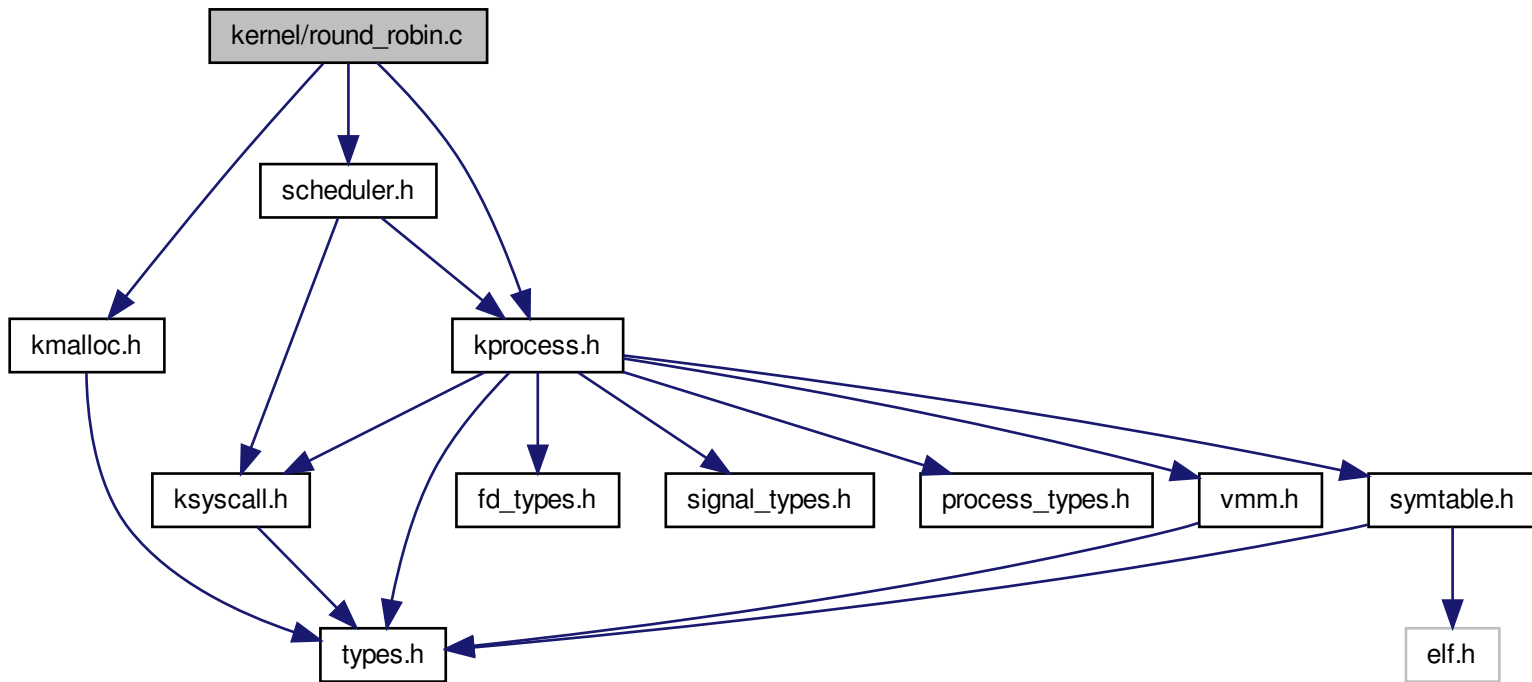 kernel/round_robin.c
scheduler.h
kmalloc.h
kprocess.h
ksyscall.h
fd_types.h
signal_types.h
process_types.h
vmm.h
symtable.h
types.h
elf.h